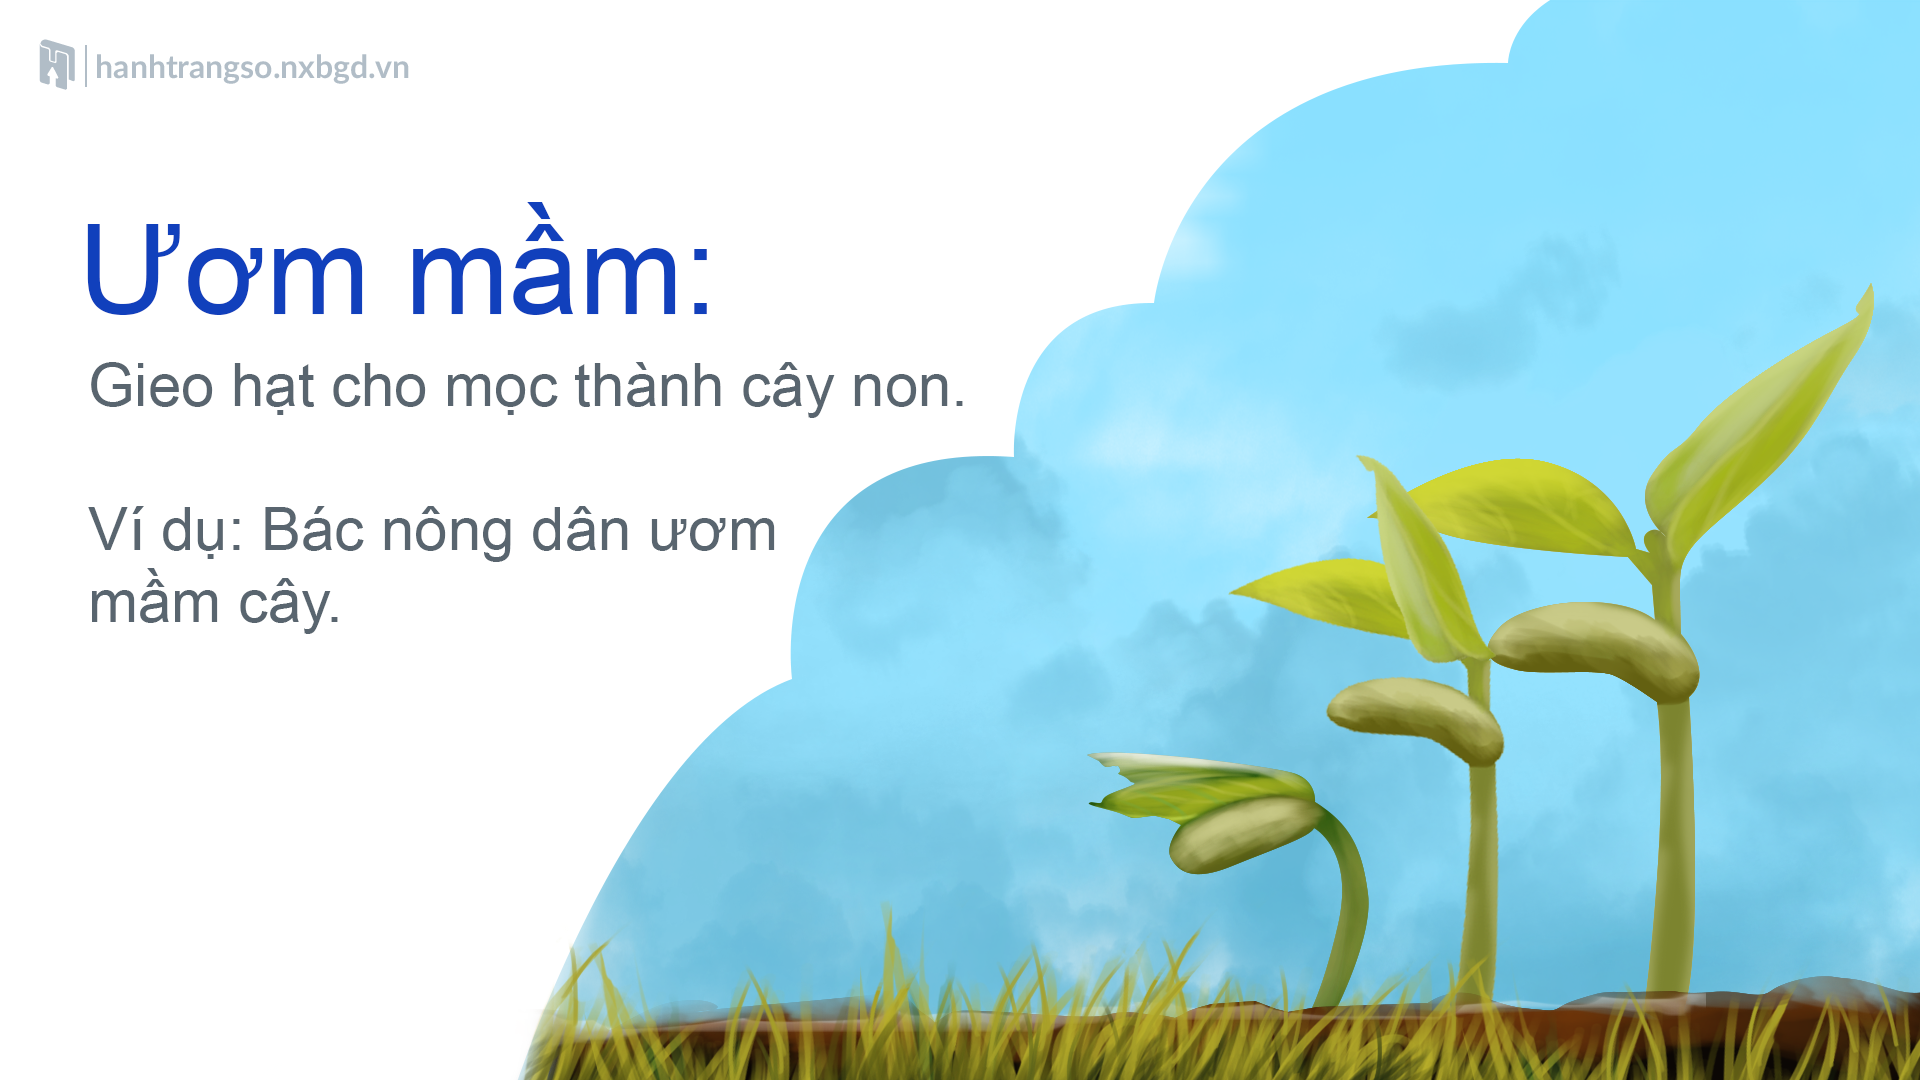 hanhtrangso.nxbgd.vn
Ươm mầm:
Gieo hạt cho mọc thành cây non.
Ví dụ: Bác nông dân ươm
mầm cây.